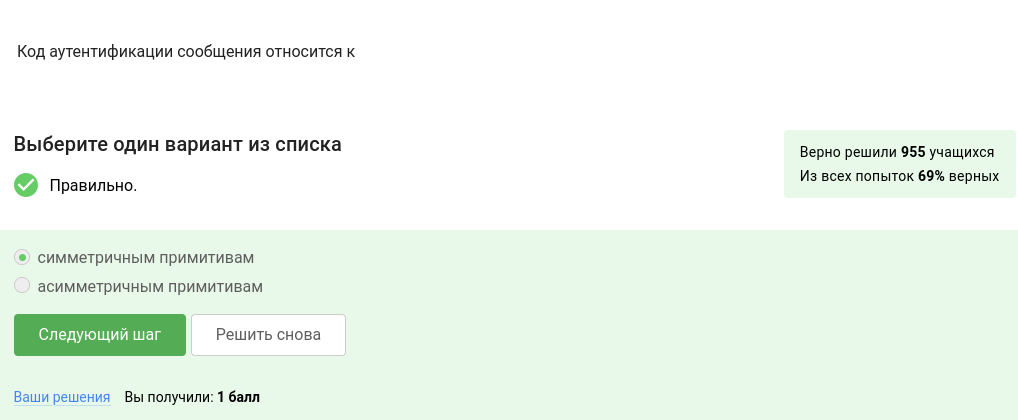 Код аутентификации сообщения относится к
Выберите один вариант из списка
Верно решили 955 учащихся
Из всех попыток 69% верных
Правильно.
симметричным примитивам
асимметричным примитивам
Следующий шаг
Решить снова
Ваши решения Вы получили: 1 балл